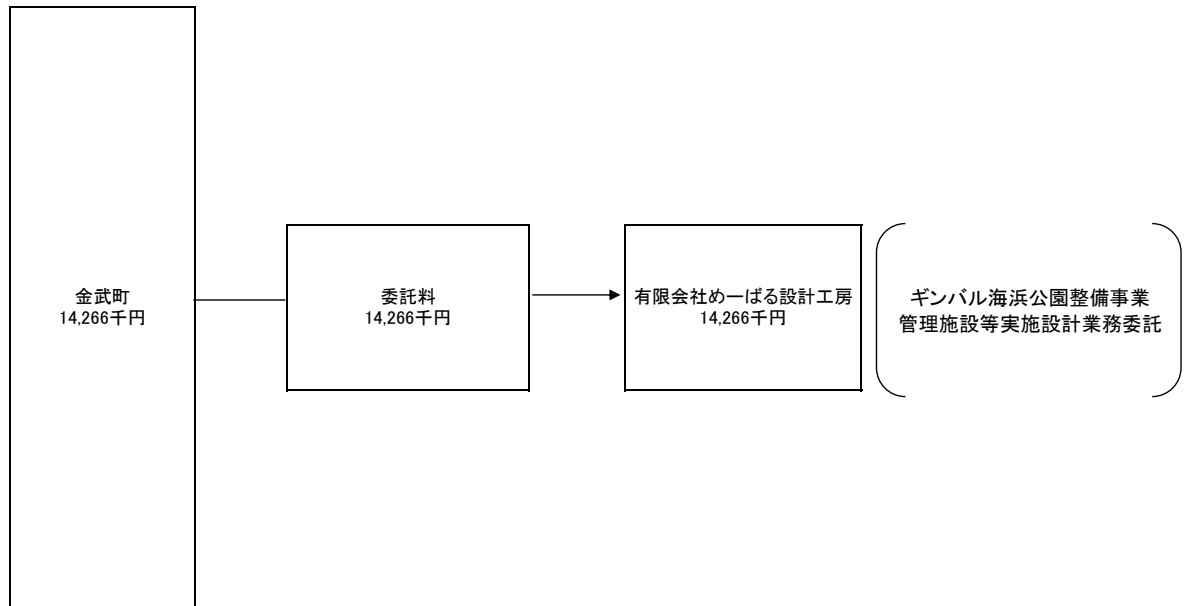 金武町
14,266千円
委託料
14,266千円
有限会社めーばる設計工房
14,266千円
ギンバル海浜公園整備事業
管理施設等実施設計業務委託